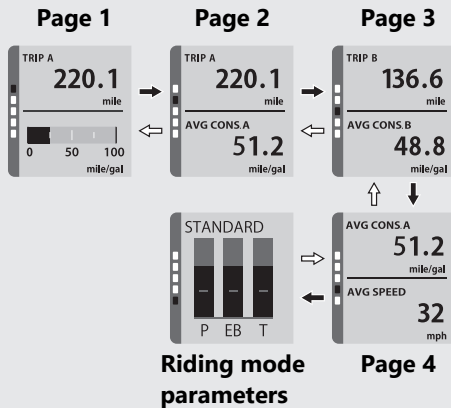 Page 1
Page 2
Page 3
TRIP A
220.1
mile
0 50 100
mile/gal
TRIP A
220.1
mile
AVG CONS.A
51.2
mile/gal
TRIP B
136.6
mile
AVG CONS.B
48.8
mile/gal
STANDARD
P EB T
AVG CONS.A
51.2
mile/gal
AVG SPEED
32
mph
Riding mode
parameters
Page 4